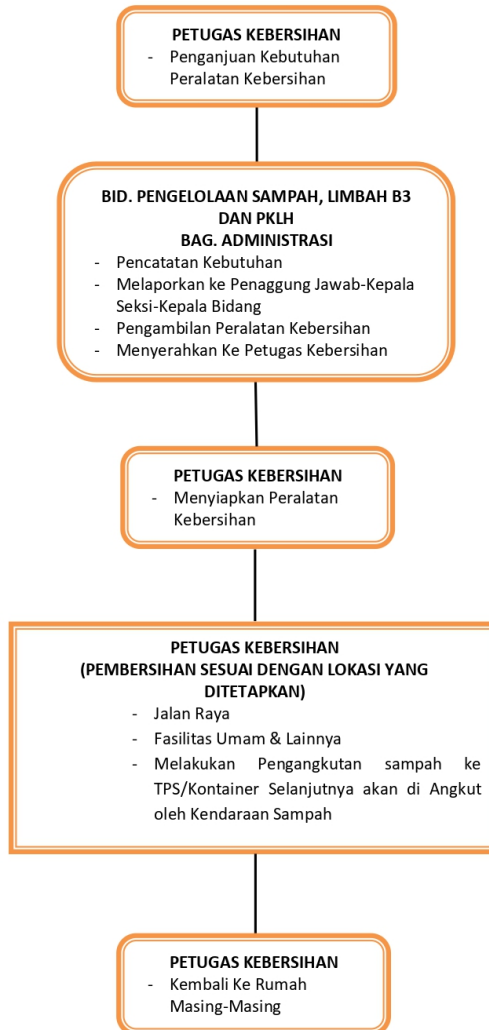 PETUGAS KEBERSIHAN
- Penganjuan Kebutuhan
Peralatan Kebersihan
BID. PENGELOLAAN SAMPAH, LIMBAH B3
DAN PKLH
BAG. ADMINISTRASI
- Pencatatan Kebutuhan
- Melaporkan ke Penaggung Jawab-Kepala
Seksi-Kepala Bidang
- Pengambilan Peralatan Kebersihan
- Menyerahkan Ke Petugas Kebersihan
PETUGAS KEBERSIHAN
- Menyiapkan Peralatan
Kebersihan
PETUGAS KEBERSIHAN
(PEMBERSIHAN SESUAI DENGAN LOKASI YANG
DITETAPKAN)
- Jalan Raya
- Fasilitas Umam & Lainnya
- Melakukan Pengangkutan sampah ke
TPS/Kontainer Selanjutnya akan di Angkut
oleh Kendaraan Sampah
PETUGAS KEBERSIHAN
- Kembali Ke Rumah
Masing-Masing